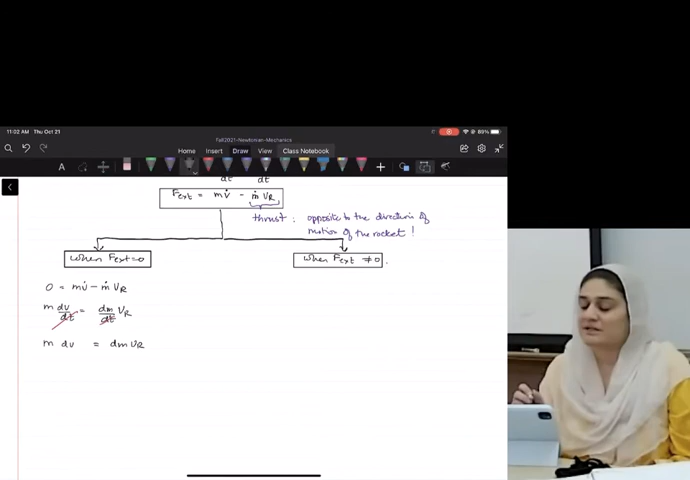 11:02 AM Thu Oct 21
89%
Fall2021-Newtonian-Mechanics
Home Insert Draw View Class Notebook
A
dt dt
Fext = mv̇ - ṁ VR
thrust: opposite to the direction of
motion of the rocket!
when Fext=0
when Fext ≠0.
0 = mv̇ - ṁ VR
m dv/dt = dm/dt VR
m dv = dm VR